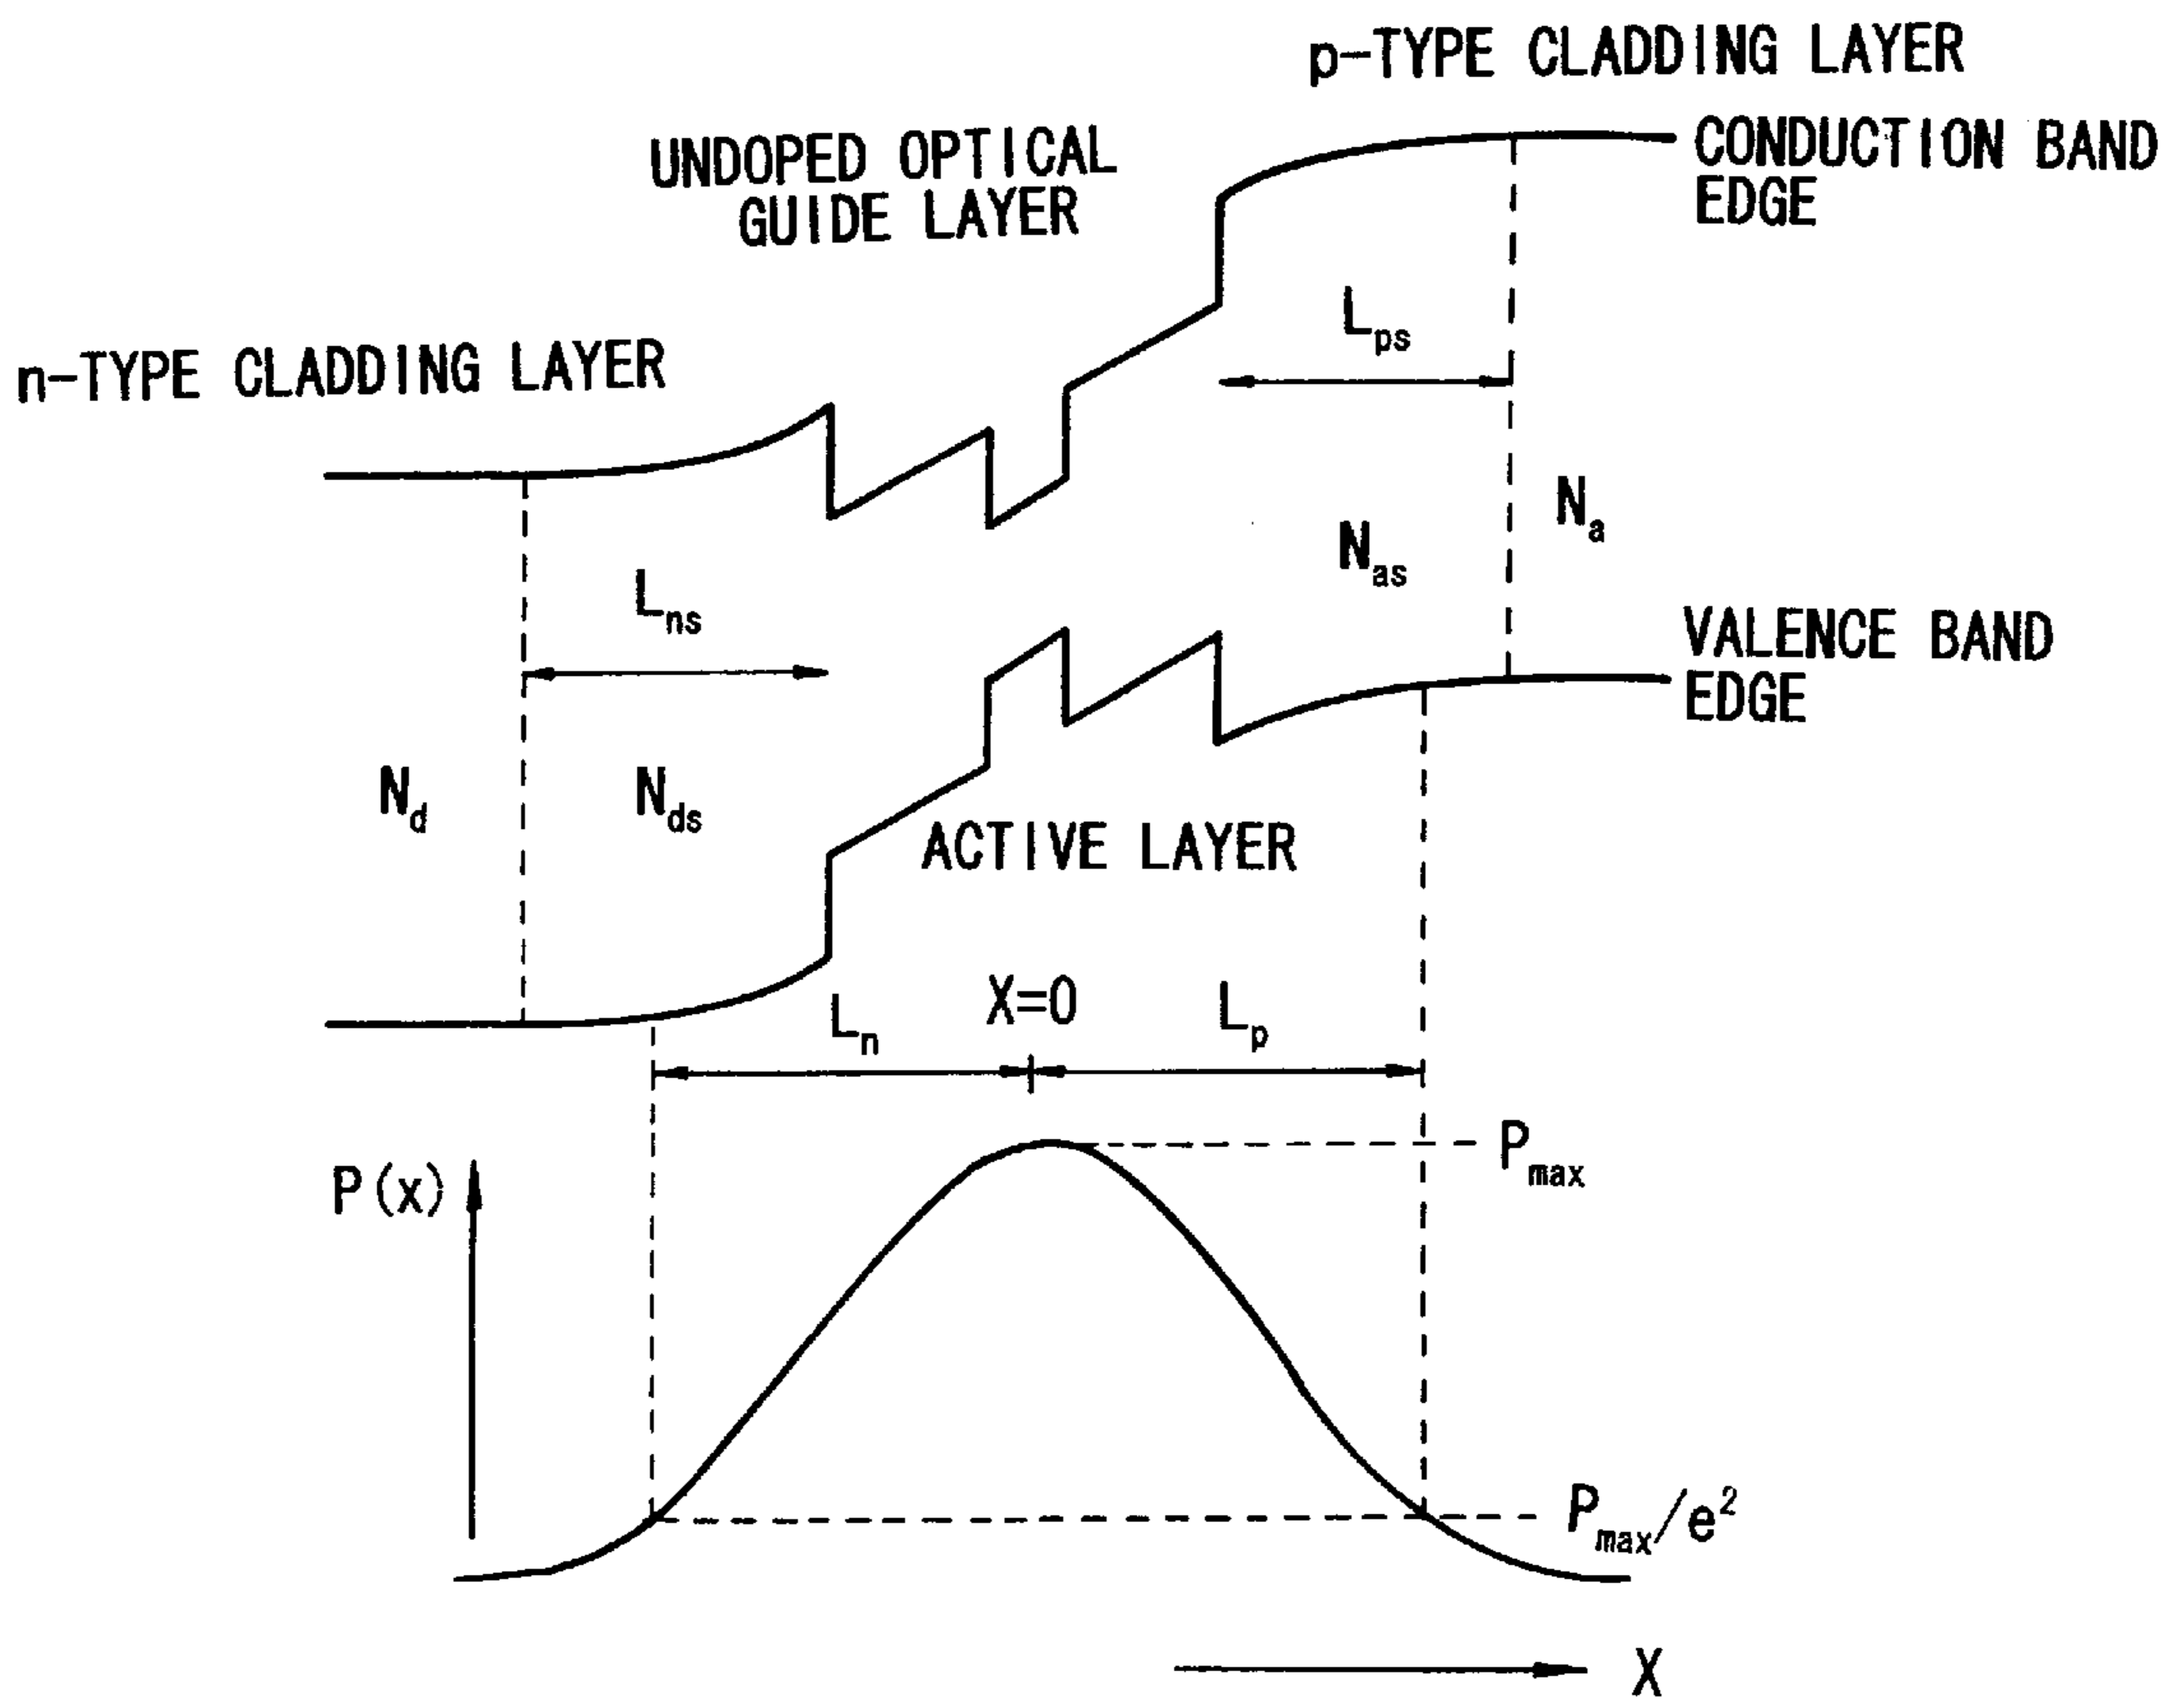 p-TYPE CLADDING LAYER
UNDOPED OPTICAL
GUIDE LAYER
CONDUCTION BAND
EDGE
n-TYPE CLADDING LAYER
Lps
Na
Nas
Lns
VALENCE BAND
EDGE
Nd
Nds
ACTIVE LAYER
Ln
X=0
Lp
P(x)
Pmax
Pmax/e²
X